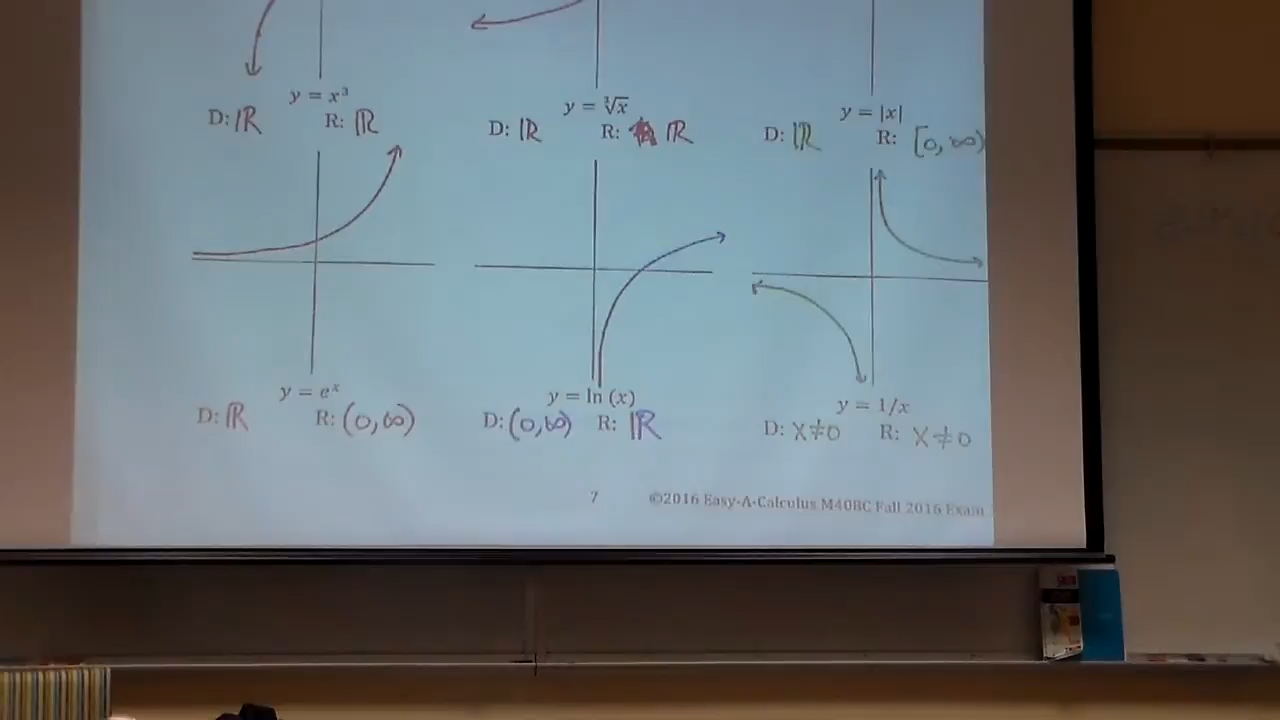 y = x³
D: ℝ R: ℝ
y = ∛x
D: ℝ R: ℝ
y = |x|
D: ℝ R: [0, ∞)
y = eˣ
D: ℝ R: (0, ∞)
y = ln (x)
D: (0, ∞) R: ℝ
y = 1/x
D: x≠0 R: x≠0
7 ©2016 Easy-A-Calculus M408C Fall 2016 Exam